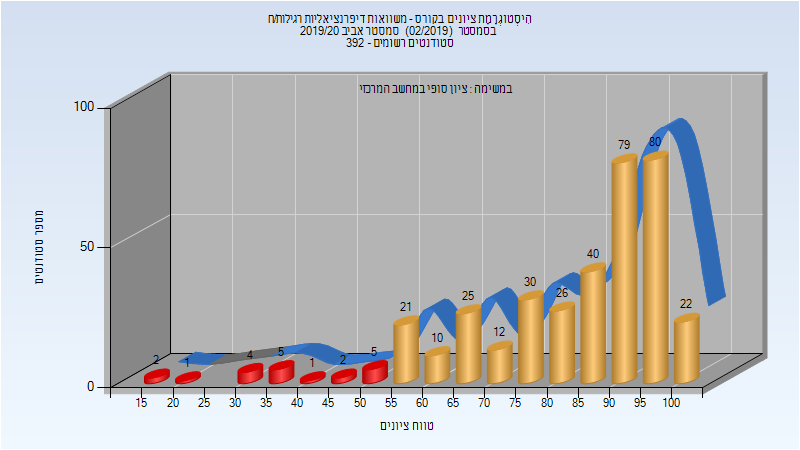 היסטוגרמת ציונים בקורס - משוואות דיפרנציאליות רגילות/ח
בסמסטר (02/2019) סמסטר אביב 2019/20
סטודנטים רשומים - 392
במשימה : ציון סופי במחשב המרכזי
מספר סטודנטים
100
50
0
2
1
4
5
1
2
5
21
10
25
12
30
26
40
79
80
22
15 20 25 30 35 40 45 50 55 60 65 70 75 80 85 90 95 100
טווח ציונים